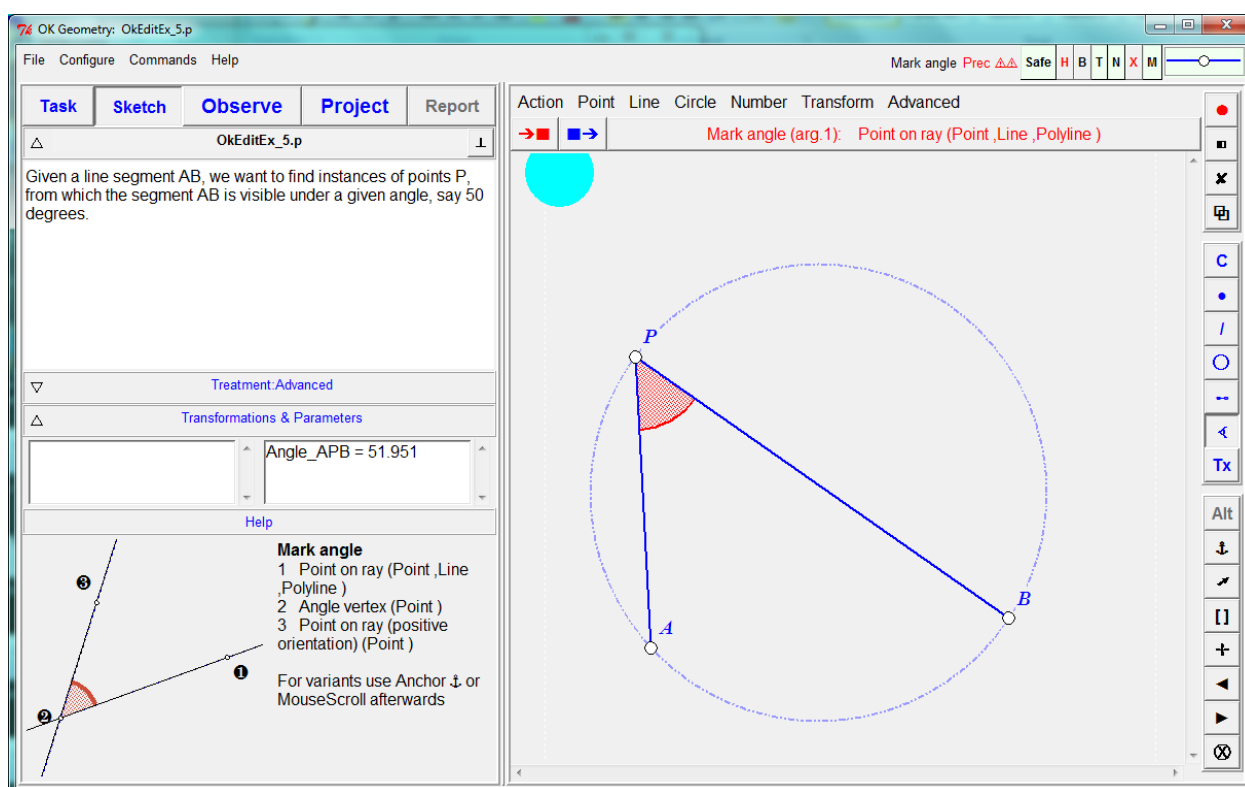 OK Geometry: OkEditEx_5.p
File Configure Commands Help
Mark angle Prec ⚠⚠ Safe H B T N X M
Task Sketch Observe Project Report
OkEditEx_5.p
Given a line segment AB, we want to find instances of points P,
from which the segment AB is visible under a given angle, say 50
degrees.
Treatment:Advanced
Transformations & Parameters
Angle_APB = 51.951
Help
Mark angle
1 Point on ray (Point ,Line
,Polyline )
2 Angle vertex (Point )
3 Point on ray (positive
orientation) (Point )
For variants use Anchor ⚓ or
MouseScroll afterwards
❸
❶
❷
Action Point Line Circle Number Transform Advanced
Mark angle (arg.1): Point on ray (Point ,Line ,Polyline )
P
A
B
C
Tx
Alt
[ ]